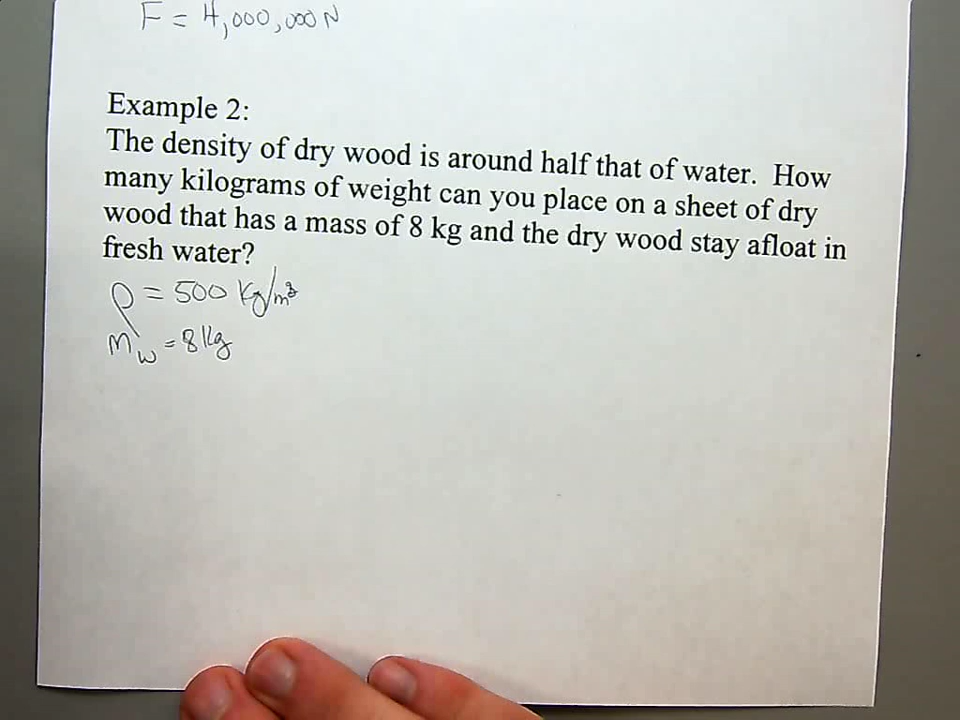 F = 4,000,000 N
Example 2:
The density of dry wood is around half that of water. How
many kilograms of weight can you place on a sheet of dry
wood that has a mass of 8 kg and the dry wood stay afloat in
fresh water?
ρ = 500 kg/m³
m_w = 8 kg